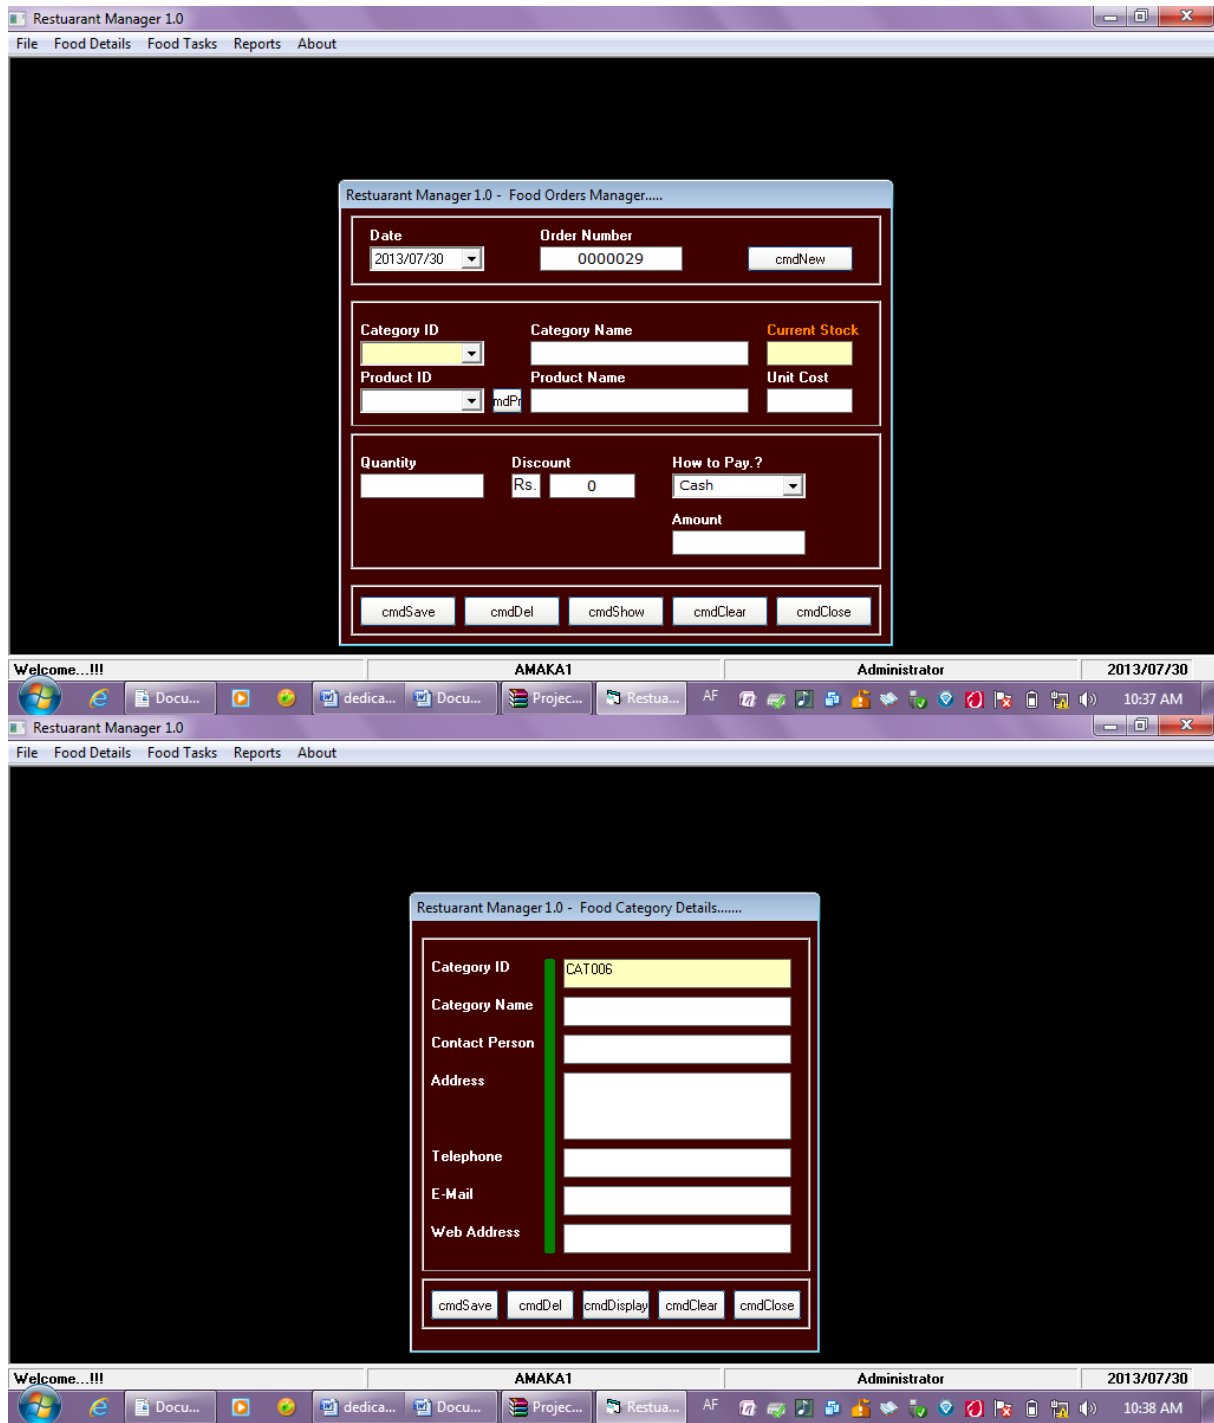 Restuarant Manager 1.0
File Food Details Food Tasks Reports About
Restuarant Manager 1.0 - Food Orders Manager.....
Date Order Number
2013/07/30 0000029 cmdNew
Category ID Category Name Current Stock
Product ID Product Name Unit Cost
mdPr
Quantity Discount How to Pay.?
Rs. 0 Cash
Amount
cmdSave cmdDel cmdShow cmdClear cmdClose
Welcome...!!! AMAKA1 Administrator 2013/07/30
Docu... dedica... Docu... Projec... Restua... AF 10:37 AM
Restuarant Manager 1.0
File Food Details Food Tasks Reports About
Restuarant Manager 1.0 - Food Category Details.......
Category ID CAT006
Category Name
Contact Person
Address
Telephone
E-Mail
Web Address
cmdSave cmdDel cmdDisplay cmdClear cmdClose
Welcome...!!! AMAKA1 Administrator 2013/07/30
Docu... dedica... Docu... Projec... Restua... AF 10:38 AM